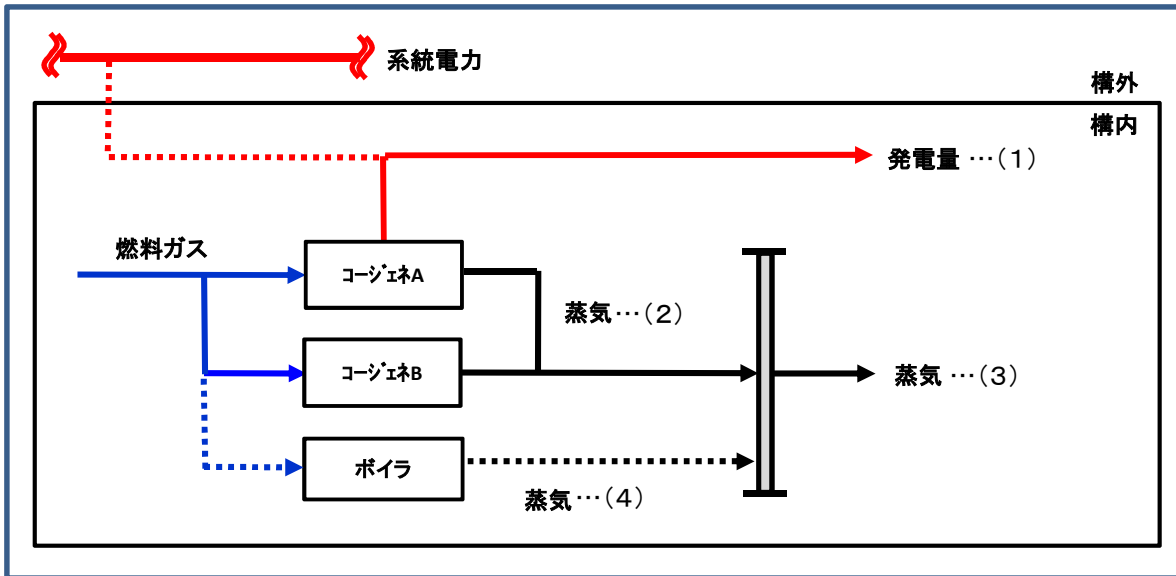 系統電力
構外
構内
発電量 …(1)
燃料ガス
コージェネA
蒸気…(2)
コージェネB
蒸気 …(3)
ボイラ
蒸気…(4)